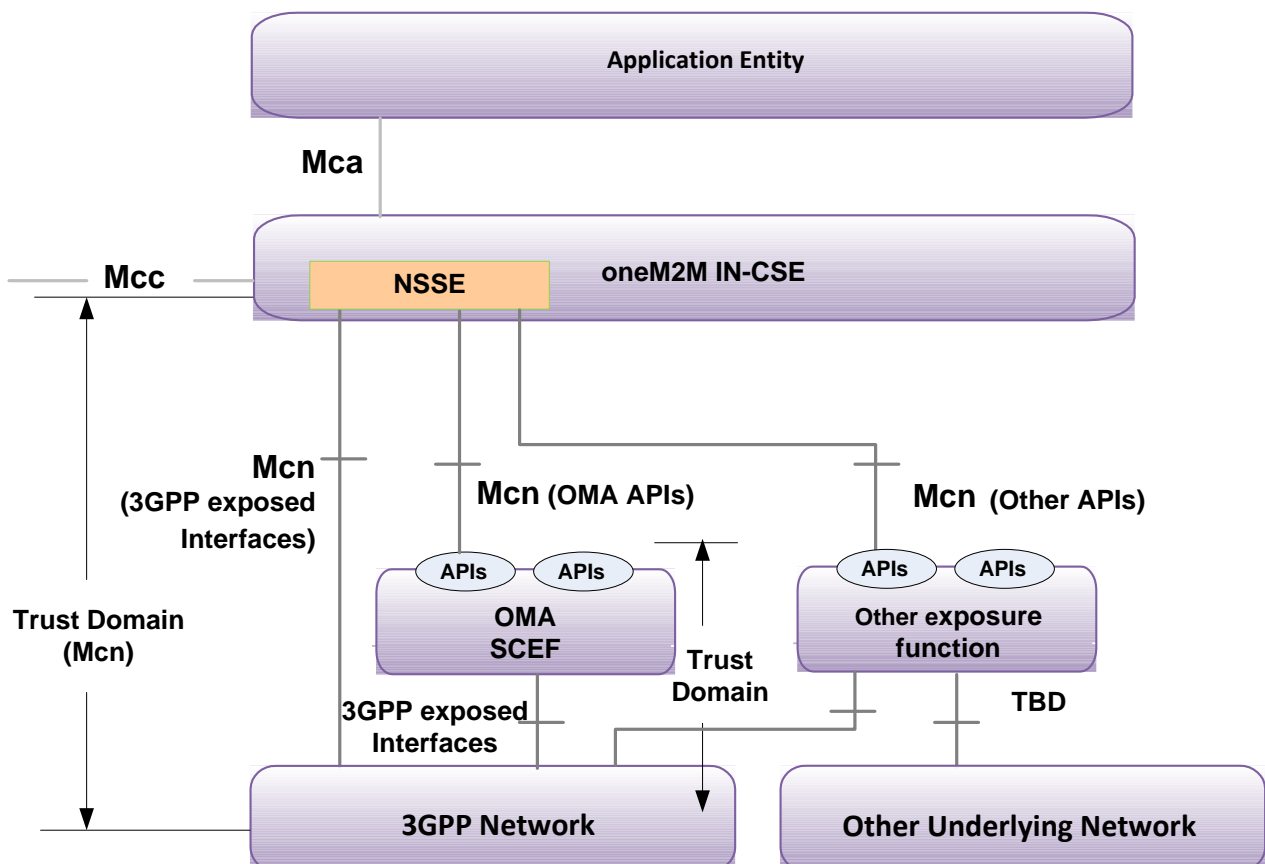 Application Entity
Mca
oneM2M IN-CSE
Mcc
NSSE
Mcn
(3GPP exposed
Interfaces)
Mcn (OMA APIs)
Mcn (Other APIs)
APIs
APIs
APIs
APIs
Trust Domain
(Mcn)
OMA
SCEF
Trust
Domain
Other exposure
function
3GPP exposed
Interfaces
TBD
3GPP Network
Other Underlying Network